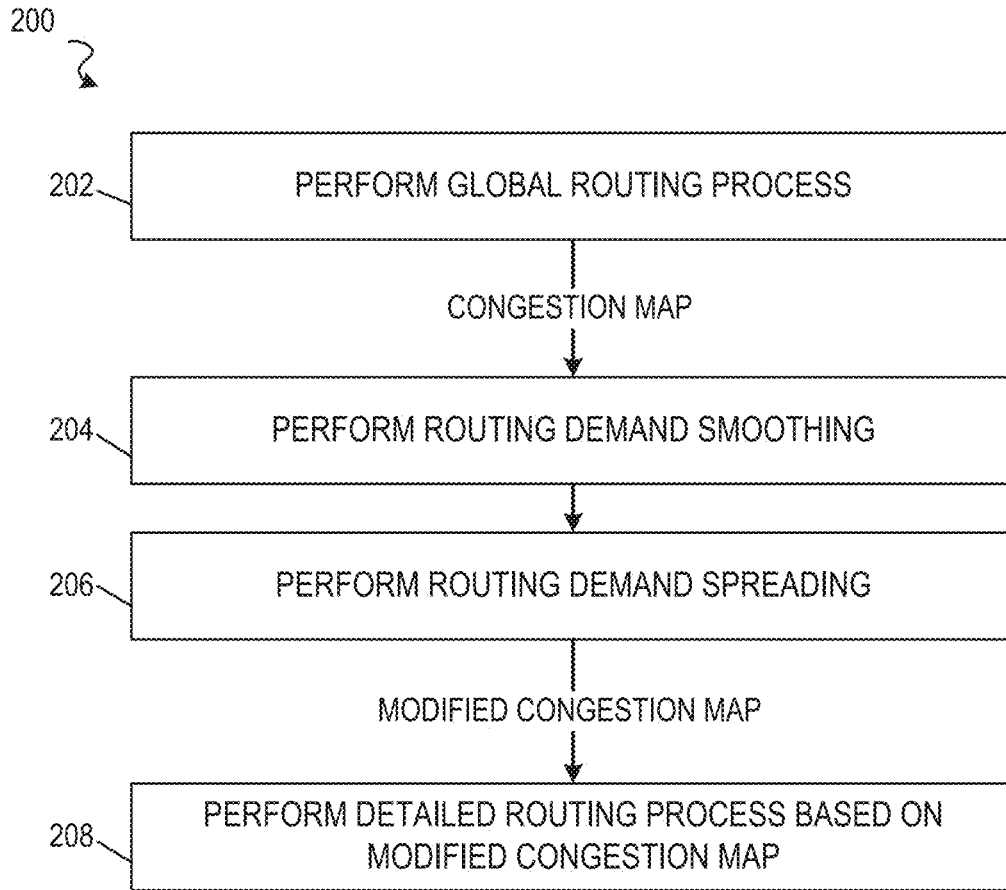 200
202
PERFORM GLOBAL ROUTING PROCESS
CONGESTION MAP
204
PERFORM ROUTING DEMAND SMOOTHING
206
PERFORM ROUTING DEMAND SPREADING
MODIFIED CONGESTION MAP
208
PERFORM DETAILED ROUTING PROCESS BASED ON
MODIFIED CONGESTION MAP